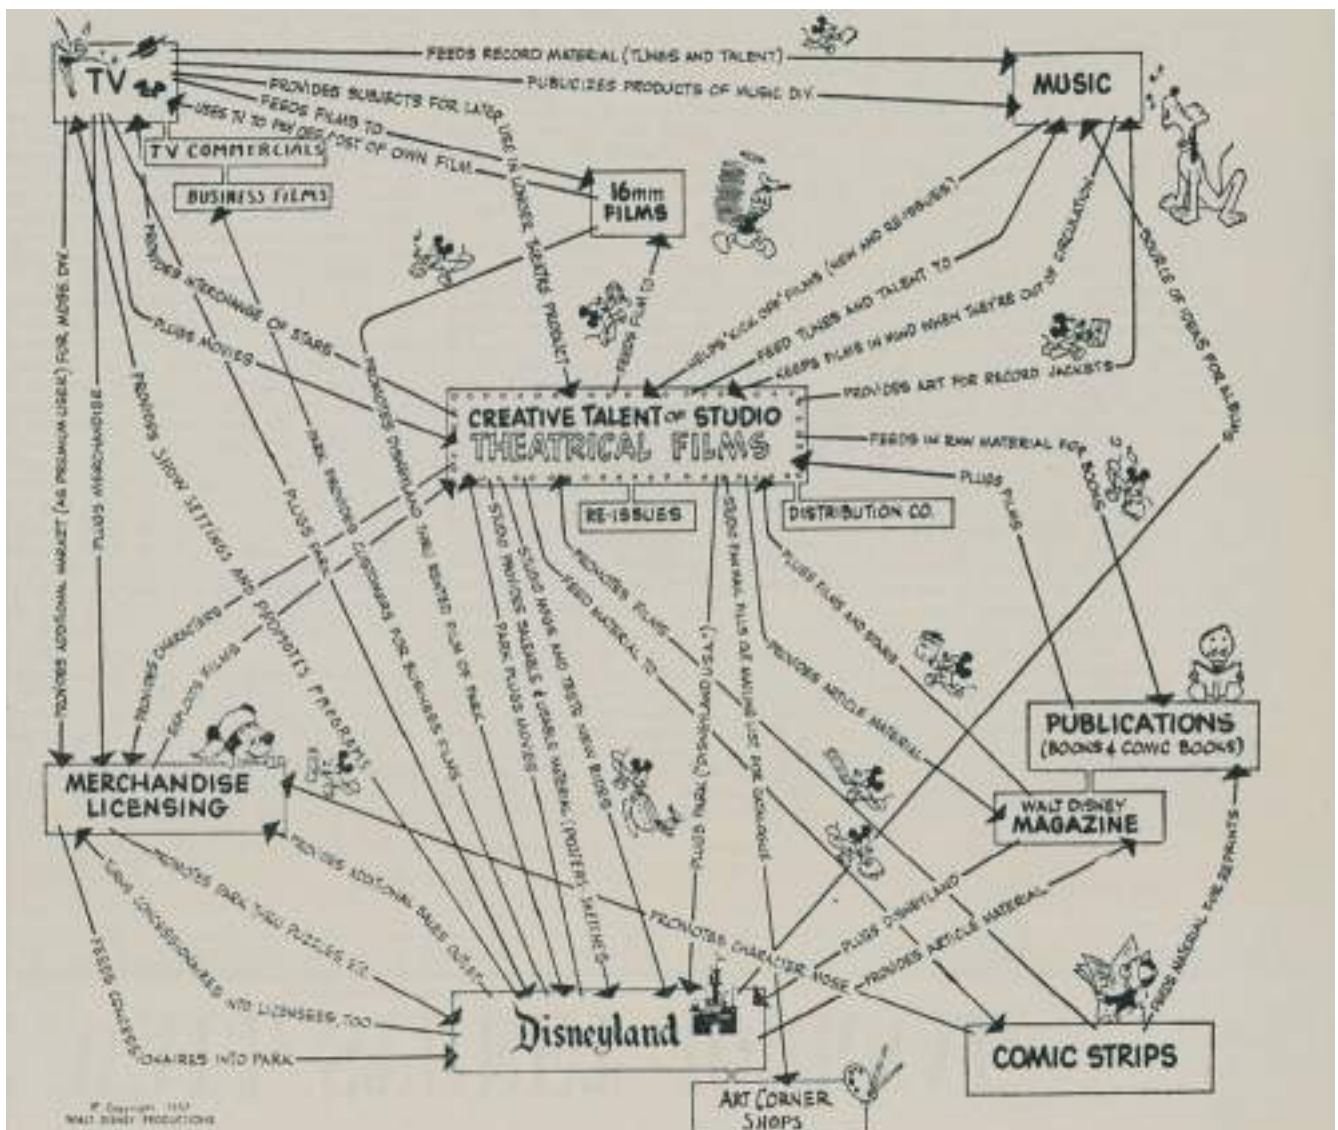 TV
FEEDS RECORD MATERIAL (TUNES AND TALENT)
PUBLICIZES PRODUCTS OF MUSIC DIV.
MUSIC
PROVIDES SUBJECTS FOR LATER USE IN LONGER THEATRE PRODUCT
FEEDS FILMS TO
USES TV TO PAY OFF COST OF OWN FILM
TV COMMERCIALS
BUSINESS FILMS
16mm
FILMS
PROVIDES INTERCHANGE OF STARS
PLUGS MOVIES
FEEDS FILM TO
HELPS "KICK OFF" FILMS (NEW AND RE-ISSUES)
FEED TUNES AND TALENT TO
KEEPS FILMS IN MIND WHEN THEY'RE OUT OF CIRCULATION
PROVIDES ART FOR RECORD JACKETS
SOURCE OF IDEAS FOR ALBUMS
CREATIVE TALENT OF STUDIO
THEATRICAL FILMS
RE-ISSUES
DISTRIBUTION CO.
FEEDS IN RAW MATERIAL FOR BOOKS
PLUGS FILMS
PROVIDES ADDITIONAL MARKET (AS PREMIUM USER) FOR MDSE DIV.
PLUGS MERCHANDISE
PROVIDES SHOW SETTINGS AND PROMOTES PROGRAMS
PLUGS PARK
PARK PROVIDES CUSTOMERS FOR BUSINESS FILMS
PROMOTES DISNEYLAND THRU RENTED FILM OF PARK
PROVIDES CHARACTERS
EXPLOITS FILMS
PARK PLUGS MOVIES
STUDIO PROVIDES SALEABLE & USABLE MATERIAL (POSTERS, SKETCHES
STUDIO MAKES AND TESTS NEW RIDES
FEED MATERIAL TO
PROMOTES FILMS
PLUGS PARK ("DISNEYLAND U.S.A.")
STUDIO FAN MAIL MAILING LIST FOR CATALOGUE
PROVIDES ARTICLE MATERIAL
PLUGS FILMS AND STARS
PUBLICATIONS
(BOOKS & COMIC BOOKS)
WALT DISNEY
MAGAZINE
MERCHANDISE
LICENSING
PROVIDES ADDITIONAL SALES OUTLET
PROMOTES PARK THRU PUZZLES ETC.
TURNS CONCESSIONAIRES INTO LICENSEES, TOO
FEEDS CONCESSIONAIRES INTO PARK
PROMOTES CHARACTER MDSE
PLUGS DISNEYLAND
PROVIDES ARTICLE MATERIAL
FEEDS MATERIAL THRU REPRINTS
Disneyland
COMIC STRIPS
ART CORNER
SHOPS
© Copyright 1957
WALT DISNEY PRODUCTIONS